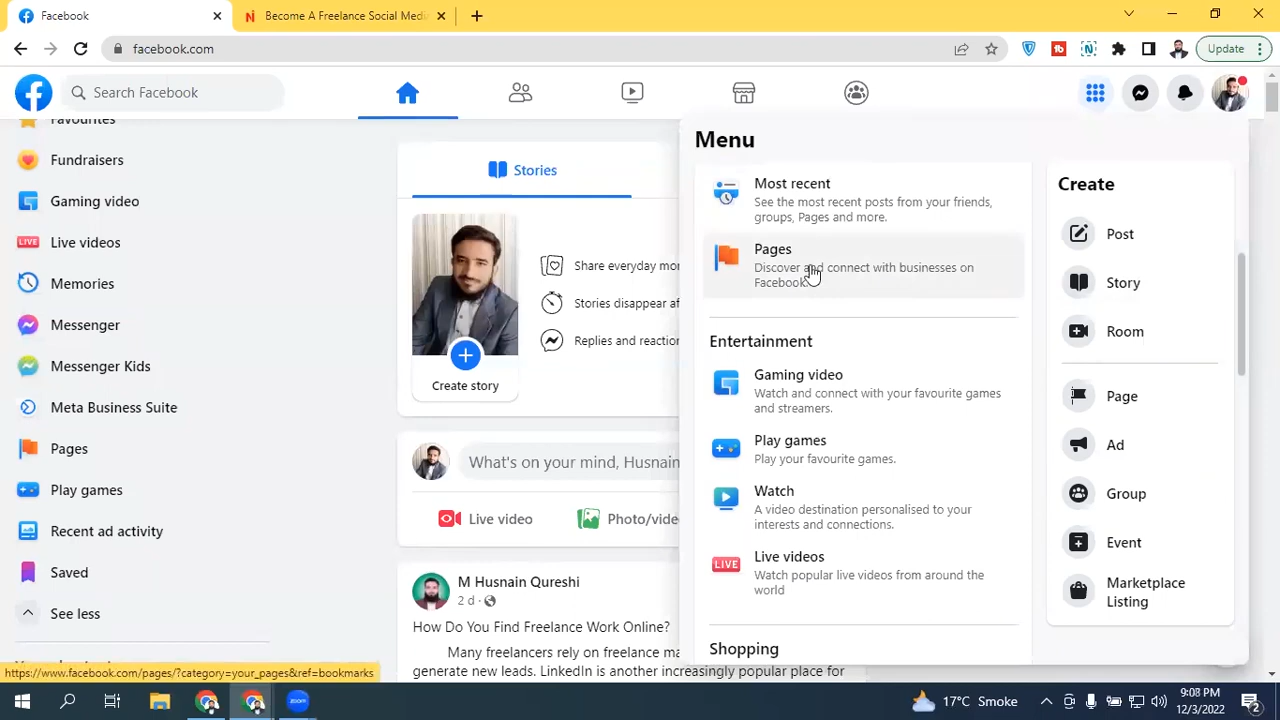 Facebook
Become A Freelance Social Medi
facebook.com
Update
Search Facebook
Favourites
Fundraisers
Gaming video
LIVE
Live videos
Memories
Messenger
Messenger Kids
Meta Business Suite
Pages
Play games
Recent ad activity
Saved
See less
Stories
Share everyday mor
Stories disappear af
Replies and reaction
Create story
What's on your mind, Husnain
Live video
Photo/vide
M Husnain Qureshi
2 d ·
How Do You Find Freelance Work Online?
Many freelancers rely on freelance ma
generate new leads. LinkedIn is another increasingly popular place for
Menu
Most recent
See the most recent posts from your friends,
groups, Pages and more.
Pages
Discover and connect with businesses on
Facebook.
Entertainment
Gaming video
Watch and connect with your favourite games
and streamers.
Play games
Play your favourite games.
Watch
A video destination personalised to your
interests and connections.
LIVE
Live videos
Watch popular live videos from around the
world
Shopping
Create
Post
Story
Room
Page
Ad
Group
Event
Marketplace
Listing
https://www.facebook.com/pages/?category=your_pages&ref=bookmarks
zoom
17°C Smoke
9:08 PM
12/3/2022
2